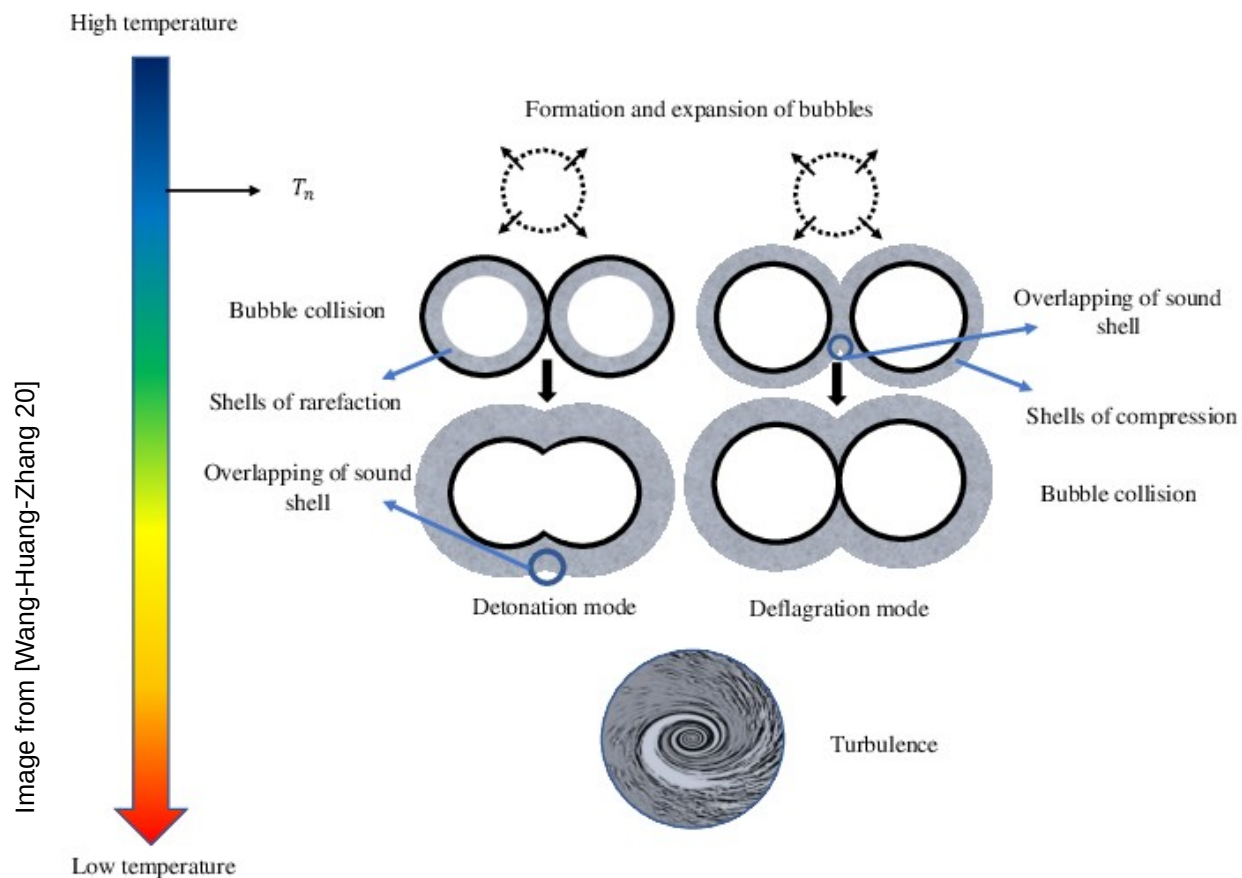 High temperature
Formation and expansion of bubbles
Tn
Bubble collision
Shells of rarefaction
Overlapping of sound
shell
Overlapping of sound
shell
Shells of compression
Bubble collision
Detonation mode
Deflagration mode
Turbulence
Low temperature
Image from [Wang-Huang-Zhang 20]